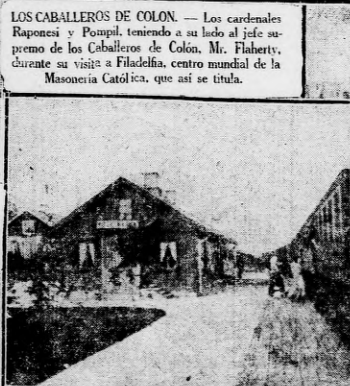 LOS CABALLEROS DE COLON. — Los cardenales
Raponesi y Pompil, teniendo a su lado al jefe su-
premo de los Caballeros de Colón, Mr. Flaherty,
durante su visita a Filadelfia, centro mundial de la
Masonería Católica, que así se titula.